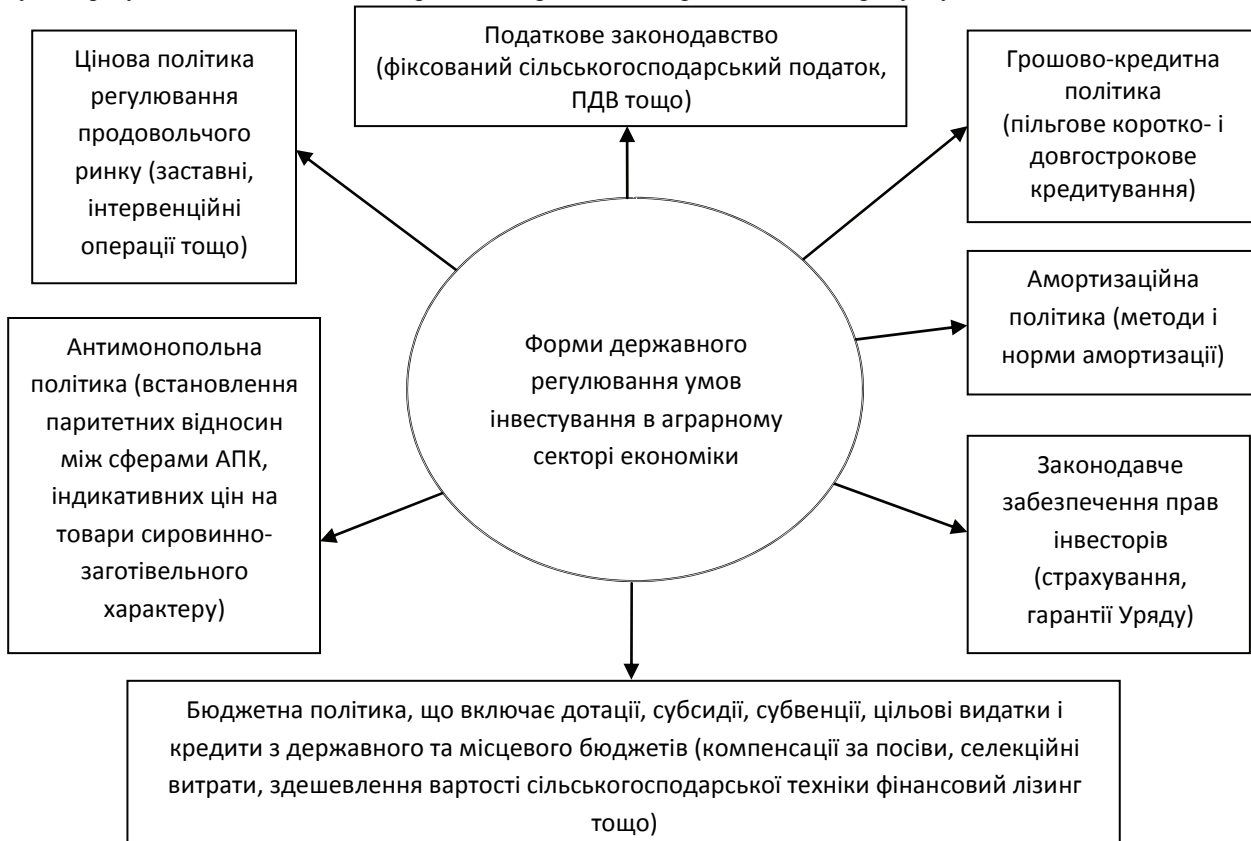 Податкове законодавство
(фіксований сільськогосподарський податок,
ПДВ тощо)
Цінова політика
регулювання
продовольчого
ринку (заставні,
інтервенційні
операції тощо)
Грошово-кредитна
політика
(пільгове коротко- і
довгострокове
кредитування)
Амортизаційна
політика (методи і
норми амортизації)
Антимонопольна
політика (встановлення
паритетних відносин
між сферами АПК,
індикативних цін на
товари сировинно-
заготівельного
характеру)
Форми державного
регулювання умов
інвестування в аграрному
секторі економіки
Законодавче
забезпечення прав
інвесторів
(страхування,
гарантії Уряду)
Бюджетна політика, що включає дотації, субсидії, субвенції, цільові видатки і
кредити з державного та місцевого бюджетів (компенсації за посіви, селекційні
витрати, здешевлення вартості сільськогосподарської техніки фінансовий лізинг
тощо)